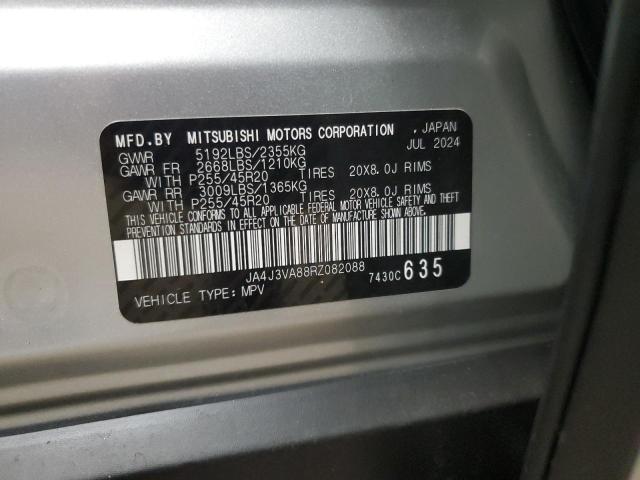 MFD.BY MITSUBISHI MOTORS CORPORATION , JAPAN
GVWR 5192LBS/2355KG JUL 2024
GAWR FR 2668LBS/1210KG
WITH P255/45R20 TIRES 20X8.0J RIMS
GAWR RR 3009LBS/1365KG
WITH P255/45R20 TIRES 20X8.0J RIMS
THIS VEHICLE CONFORMS TO ALL APPLICABLE FEDERAL MOTOR VEHICLE SAFETY, BUMPER, AND THEFT
PREVENTION STANDARDS IN EFFECT ON THE DATE OF MANUFACTURE SHOWN ABOVE.
JA4J3VA88RZ082088
7430C 635
VEHICLE TYPE: MPV